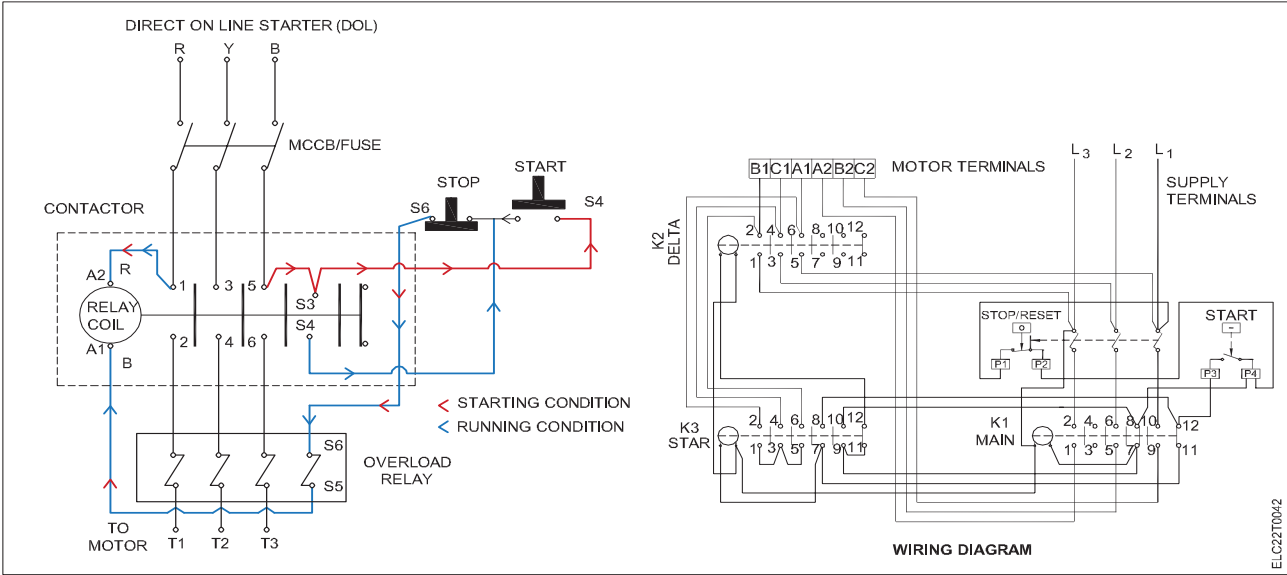 DIRECT ON LINE STARTER (DOL)
R Y B
MCCB/FUSE
START
STOP
S6 S4
CONTACTOR
A2 R
1 3 5
S3
RELAY
COIL
S4
A1
B
2 4 6
STARTING CONDITION
RUNNING CONDITION
S6
OVERLOAD
RELAY
S5
TO
MOTOR
T1 T2 T3
L3 L2 L1
B1 C1 A1 A2 B2 C2
MOTOR TERMINALS
SUPPLY
TERMINALS
K2
DELTA
2 4 6 8 10 12
1 3 5 7 9 11
STOP/RESET
O
P1 P2
START
-
P3 P4
K3
STAR
2 4 6 8 10 12
1 3 5 7 9 11
K1
MAIN
2 4 6 8 10 12
1 3 5 7 9 11
WIRING DIAGRAM
ELC22T0042